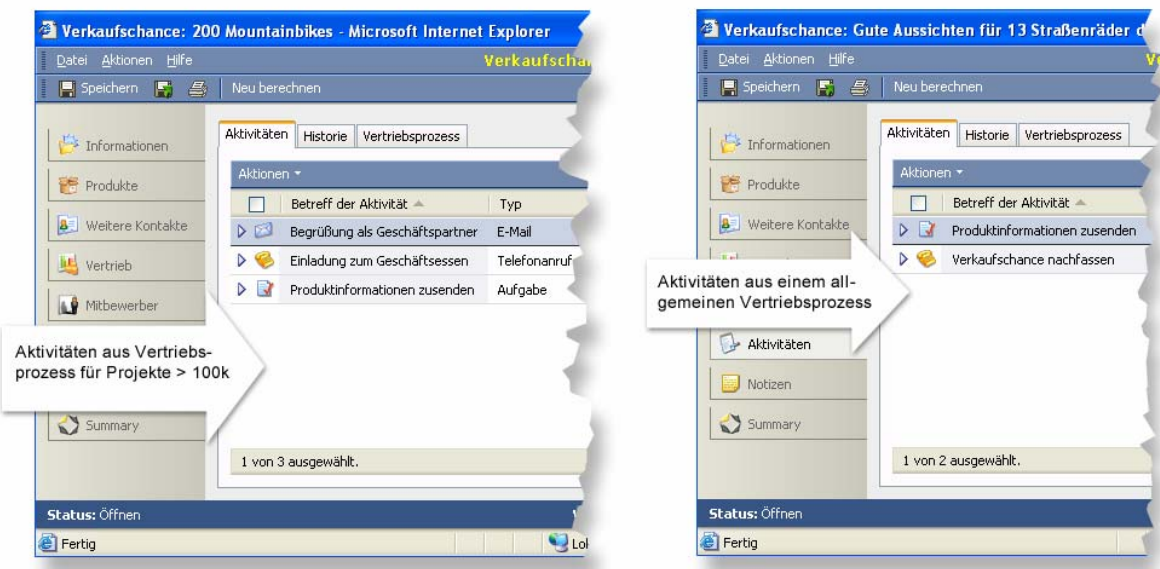 Verkaufschance: 200 Mountainbikes - Microsoft Internet Explorer
Datei Aktionen Hilfe
Speichern Neu berechnen
Informationen
Produkte
Weitere Kontakte
Vertrieb
Mitbewerber
Summary
Aktivitäten Historie Vertriebsprozess
Aktionen
Betreff der Aktivität Typ
Begrüßung als Geschäftspartner E-Mail
Einladung zum Geschäftsessen Telefonanruf
Produktinformationen zusenden Aufgabe
Aktivitäten aus Vertriebs-
prozess für Projekte > 100k
1 von 3 ausgewählt.
Status: Öffnen
Fertig
Verkaufschance: Gute Aussichten für 13 Straßenräder
Datei Aktionen Hilfe
Speichern Neu berechnen
Informationen
Produkte
Weitere Kontakte
Aktivitäten
Notizen
Summary
Aktivitäten Historie Vertriebsprozess
Aktionen
Betreff der Aktivität
Produktinformationen zusenden
Verkaufschance nachfassen
Aktivitäten aus einem all-
gemeinen Vertriebsprozess
1 von 2 ausgewählt.
Status: Öffnen
Fertig